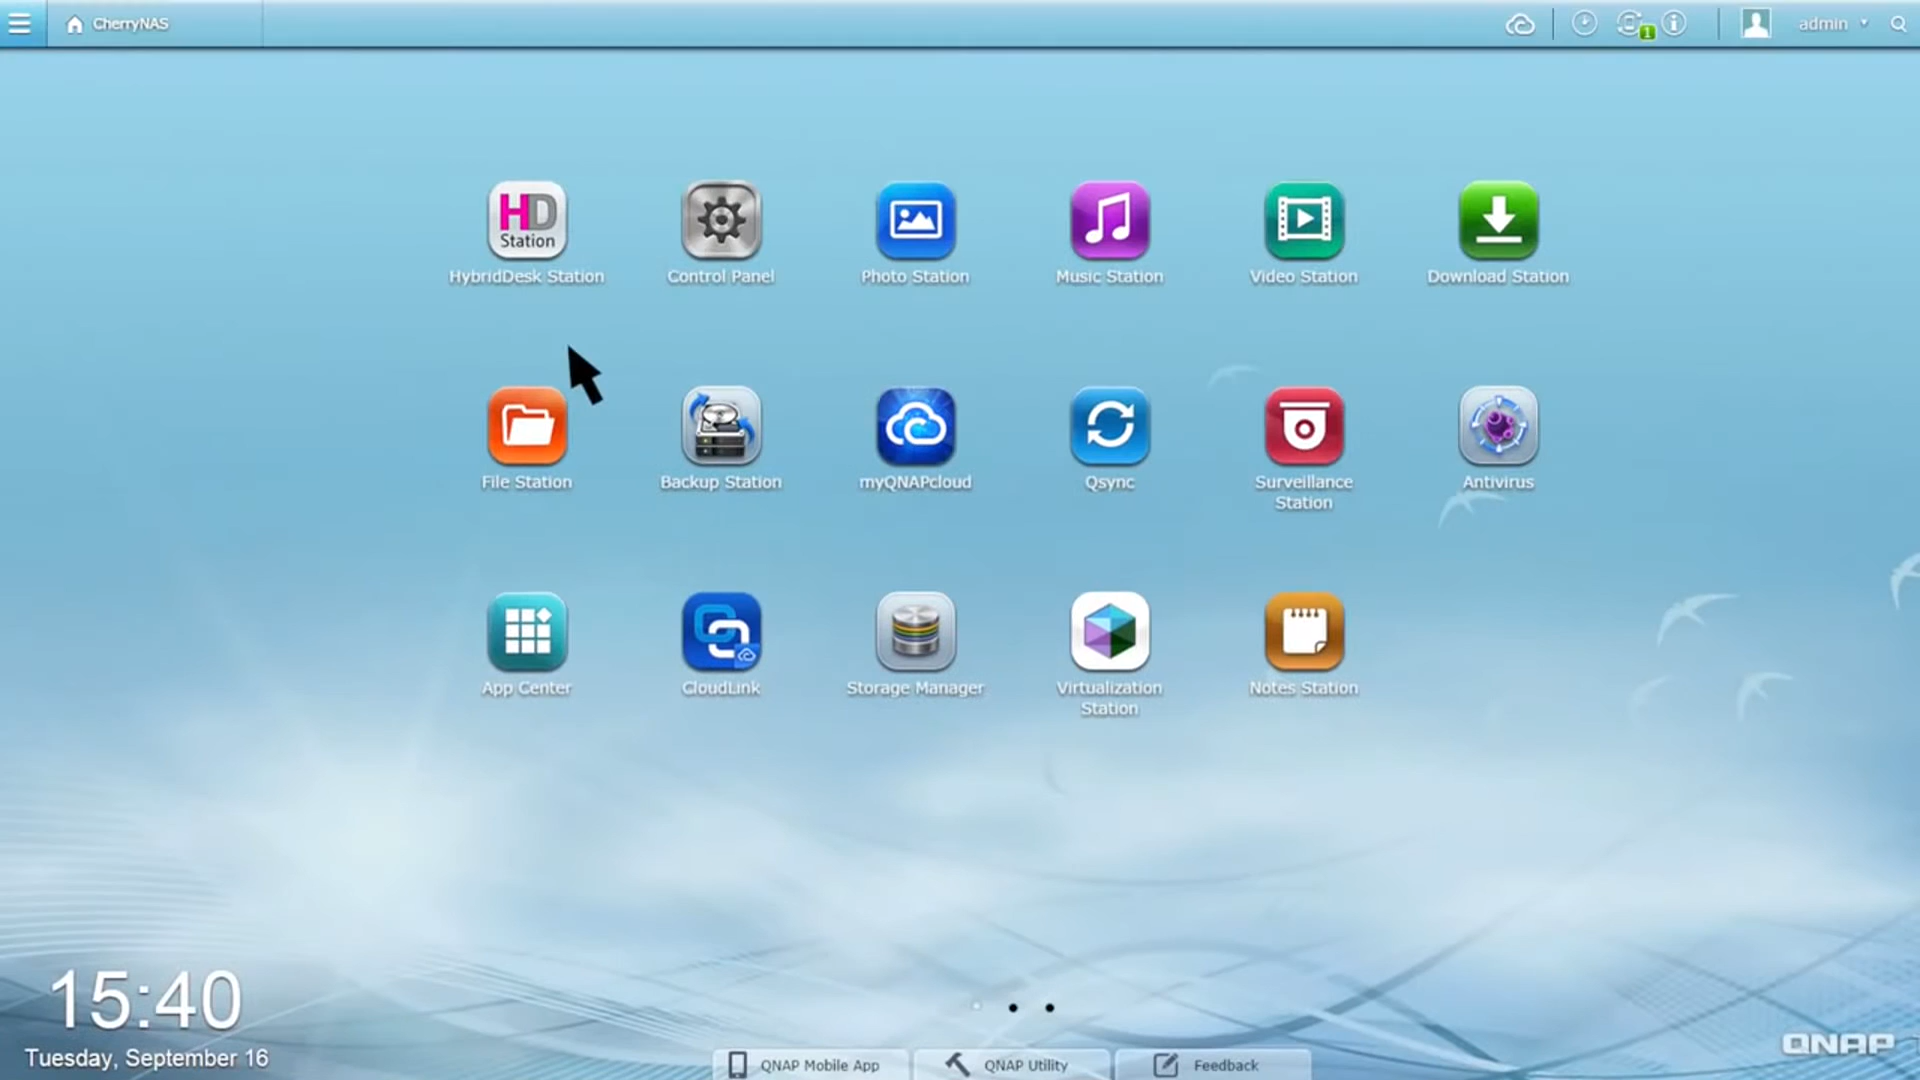 CherryNAS
1
admin
HD
Station
HybridDesk Station
Control Panel
Photo Station
Music Station
Video Station
Download Station
File Station
Backup Station
myQNAPcloud
Qsync
Surveillance
Station
Antivirus
App Center
CloudLink
Storage Manager
Virtualization
Station
Notes Station
15:40
Tuesday, September 16
QNAP Mobile App
QNAP Utility
Feedback
QNAP